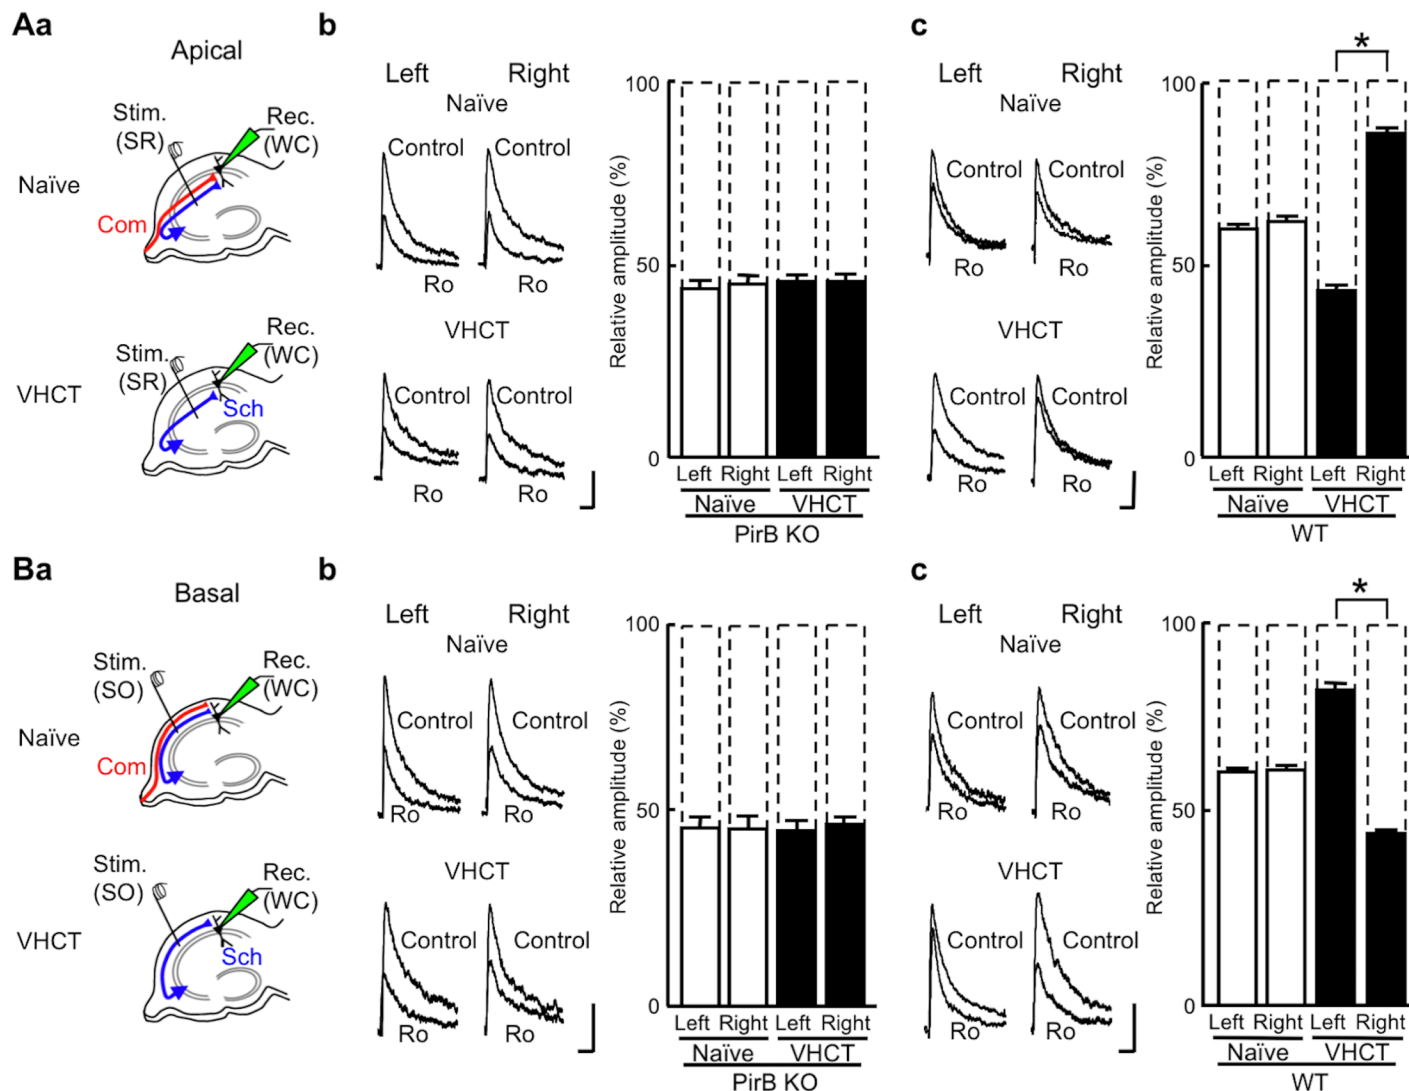 Aa
Apical
Stim.
(SR)
Rec.
(WC)
Naïve
Com
Stim.
(SR)
Rec.
(WC)
VHCT
Sch
b
Left Right
Naïve
Control Control
Ro Ro
VHCT
Control Control
Ro Ro
Relative amplitude (%)
100
50
0
Left Right Left Right
Naïve VHCT
PirB KO
c
Left Right
Naïve
Control Control
Ro Ro
VHCT
Control Control
Ro Ro
Relative amplitude (%)
100
50
0
*
Left Right Left Right
Naïve VHCT
WT
Ba
Basal
Stim.
(SO)
Rec.
(WC)
Naïve
Com
Stim.
(SO)
Rec.
(WC)
VHCT
Sch
b
Left Right
Naïve
Control Control
Ro Ro
VHCT
Control Control
Ro Ro
Relative amplitude (%)
100
50
0
Left Right Left Right
Naïve VHCT
PirB KO
c
Left Right
Naïve
Control Control
Ro Ro
VHCT
Control Control
Ro Ro
Relative amplitude (%)
100
50
0
*
Left Right Left Right
Naïve VHCT
WT